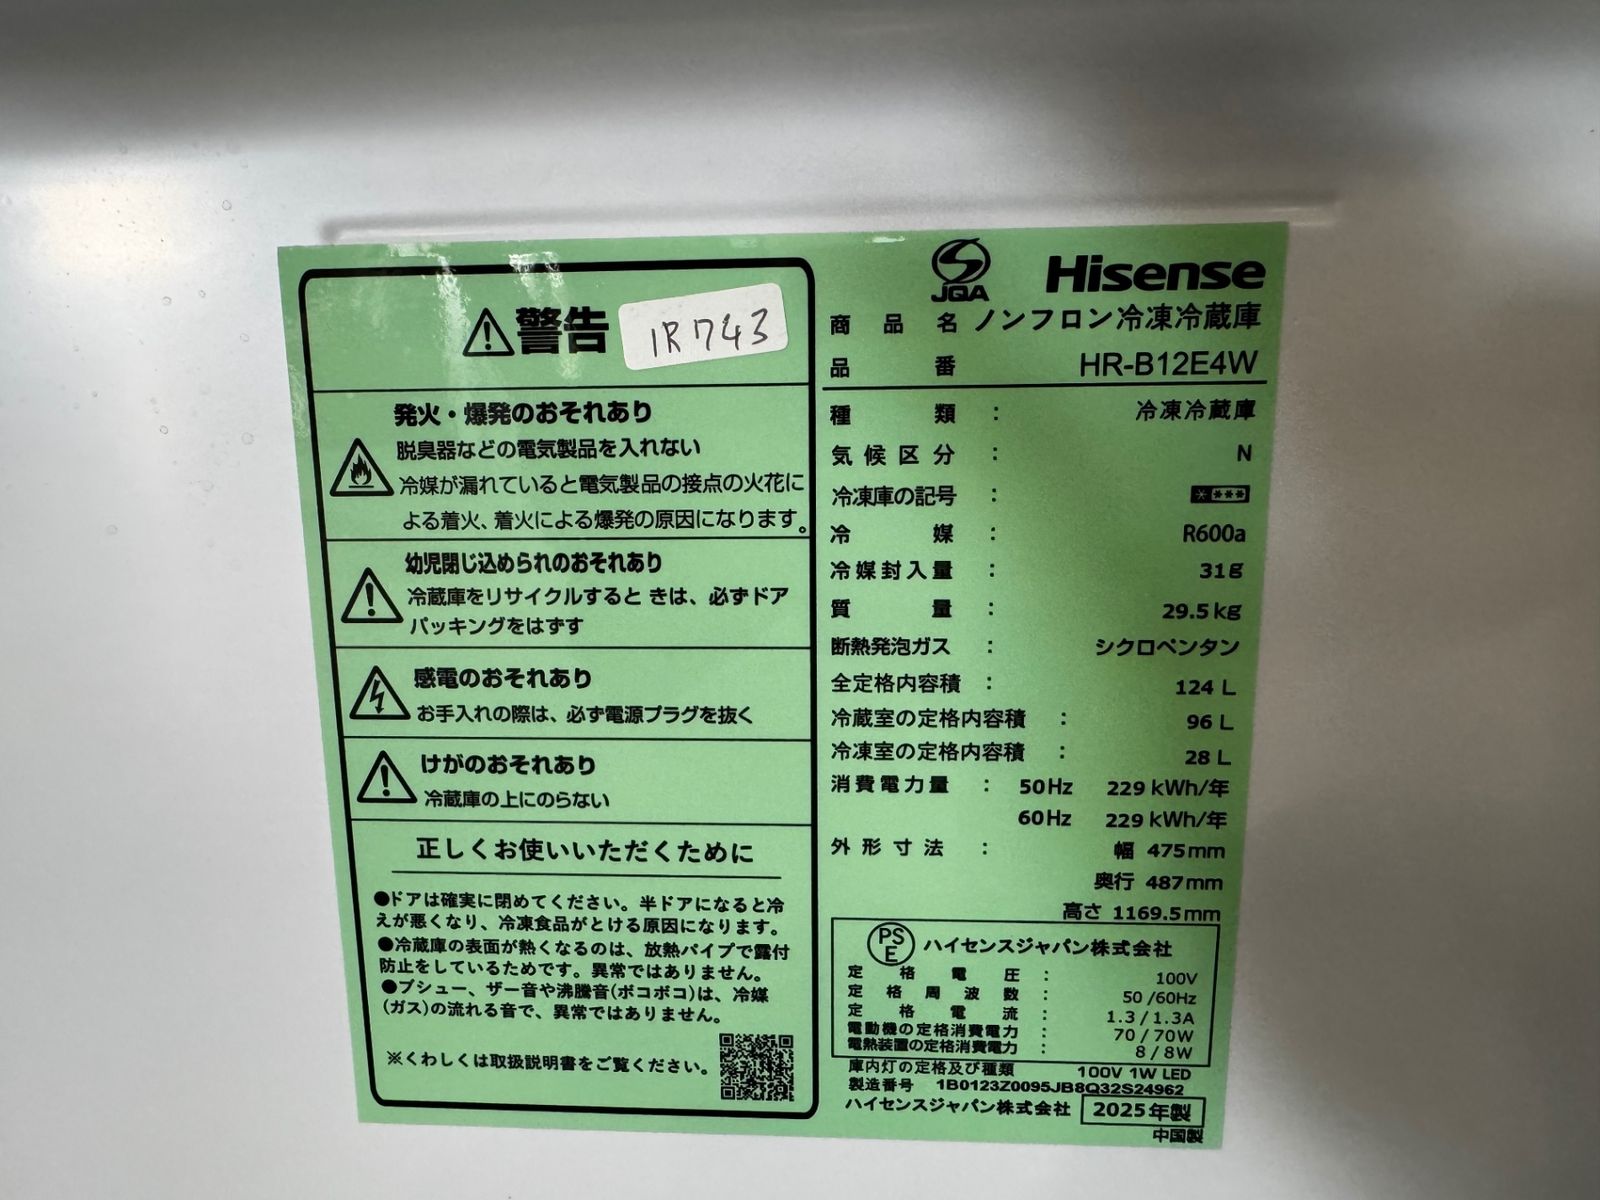 警告
1R743
発火・爆発のおそれあり
脱臭器などの電気製品を入れない
冷媒が漏れていると電気製品の接点の火花に
よる着火、着火による爆発の原因になります。
幼児閉じ込められのおそれあり
冷蔵庫をリサイクルすると きは、必ずドア
パッキングをはずす
感電のおそれあり
お手入れの際は、必ず電源プラグを抜く
けがのおそれあり
冷蔵庫の上にのらない
正しくお使いいただくために
●ドアは確実に閉めてください。半ドアになると冷
えが悪くなり、冷凍食品がとける原因になります。
●冷蔵庫の表面が熱くなるのは、放熱パイプで露付
防止をしているためです。異常ではありません。
●プシュー、ザー音や沸騰音(ボコボコ)は、冷媒
(ガス)の流れる音で、異常ではありません。
※くわしくは取扱説明書をご覧ください。
JQA
Hisense
商品名 ノンフロン冷凍冷蔵庫
品番 HR-B12E4W
種類 : 冷凍冷蔵庫
気候区分 : N
冷凍庫の記号 : *|***
冷媒 : R600a
冷媒封入量 : 31g
質量 : 29.5kg
断熱発泡ガス : シクロペンタン
全定格内容積 : 124 L
冷蔵室の定格内容積 : 96 L
冷凍室の定格内容積 : 28 L
消費電力量 : 50Hz 229 kWh/年
60Hz 229 kWh/年
外形寸法 : 幅 475mm
奥行 487mm
高さ 1169.5mm
PSE ハイセンスジャパン株式会社
定格電圧 : 100V
定格周波数 : 50/60Hz
定格電流 : 1.3/1.3A
電動機の定格消費電力 : 70/70W
電熱装置の定格消費電力 : 8/8W
庫内灯の定格及び種類 100V 1W LED
製造番号 1B0123Z0095JB8Q32S24962
ハイセンスジャパン株式会社 2025年製
中国製